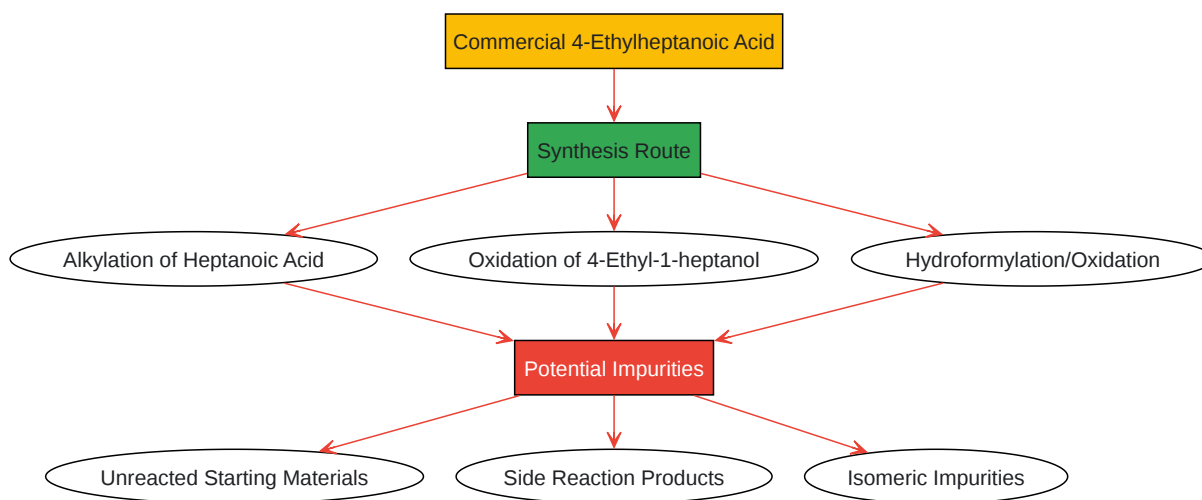 Commercial 4-Ethylheptanoic Acid
Synthesis Route
Alkylation of Heptanoic Acid
Oxidation of 4-Ethyl-1-heptanol
Hydroformylation/Oxidation
Potential Impurities
Unreacted Starting Materials
Side Reaction Products
Isomeric Impurities